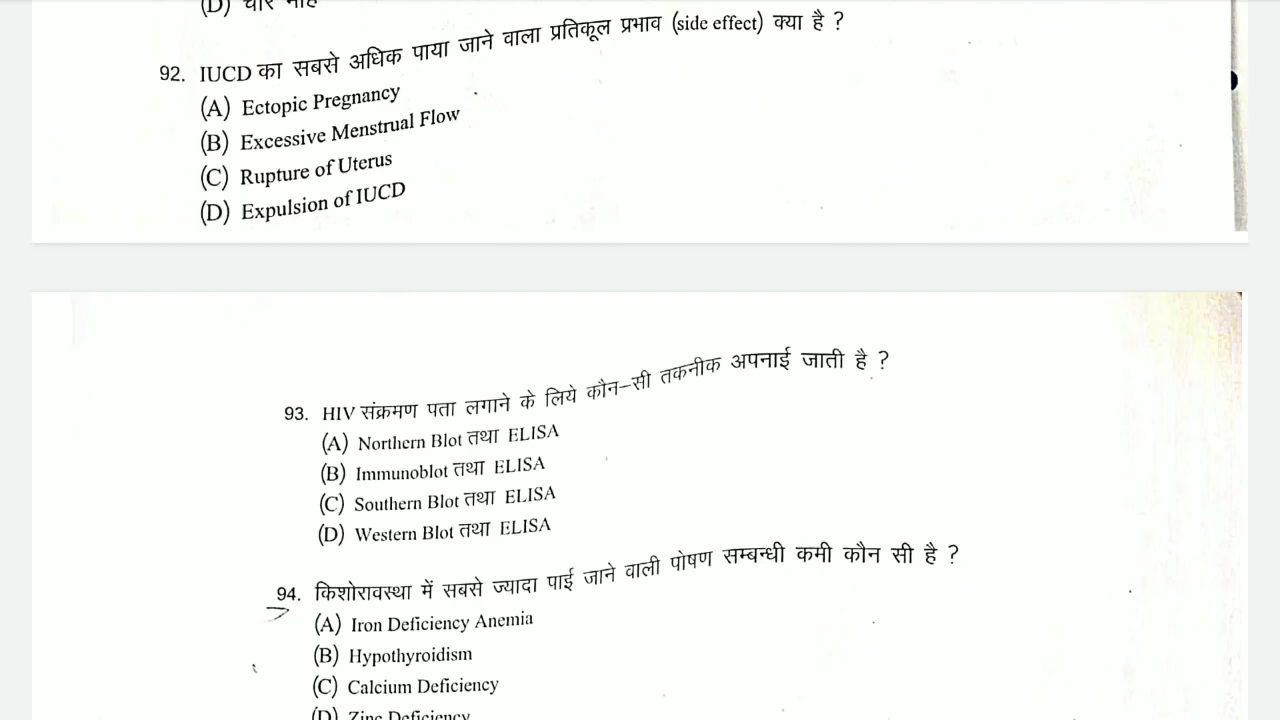 (D) चार माह
92. IUCD का सबसे अधिक पाया जाने वाला प्रतिकूल प्रभाव (side effect) क्या है ?
(A) Ectopic Pregnancy
(B) Excessive Menstrual Flow
(C) Rupture of Uterus
(D) Expulsion of IUCD
93. HIV संक्रमण पता लगाने के लिये कौन-सी तकनीक अपनाई जाती है ?
(A) Northern Blot तथा ELISA
(B) Immunoblot तथा ELISA
(C) Southern Blot तथा ELISA
(D) Western Blot तथा ELISA
94. किशोरावस्था में सबसे ज्यादा पाई जाने वाली पोषण सम्बन्धी कमी कौन सी है ?
(A) Iron Deficiency Anemia
(B) Hypothyroidism
(C) Calcium Deficiency
(D) Zinc Deficiency